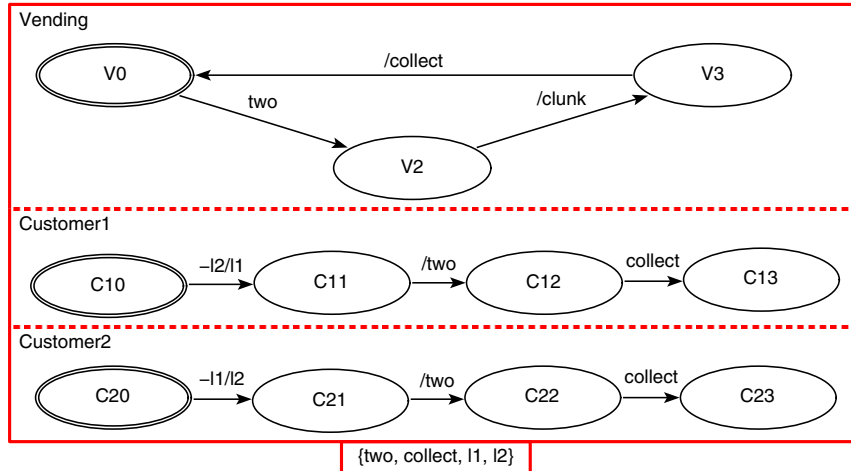 Vending
V0
/collect
V3
two
/clunk
V2
Customer1
C10
–l2/l1
C11
/two
C12
collect
C13
Customer2
C20
–l1/l2
C21
/two
C22
collect
C23
{two, collect, l1, l2}